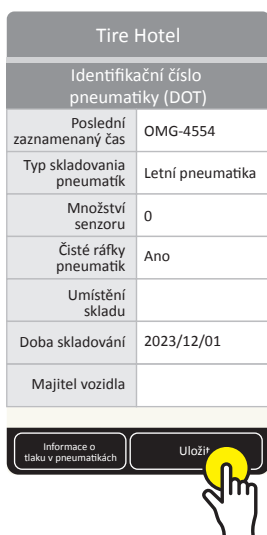 Tire Hotel
Identifikační číslo
pneumatiky (DOT)
Poslední
zaznamenaný čas
OMG-4554
Typ skladovania
pneumatík
Letní pneumatika
Množství
senzoru
0
Čisté ráfky
pneumatik
Ano
Umístění
skladu
Doba skladování
2023/12/01
Majitel vozidla
Informace o
tlaku v pneumatikách
Uložit